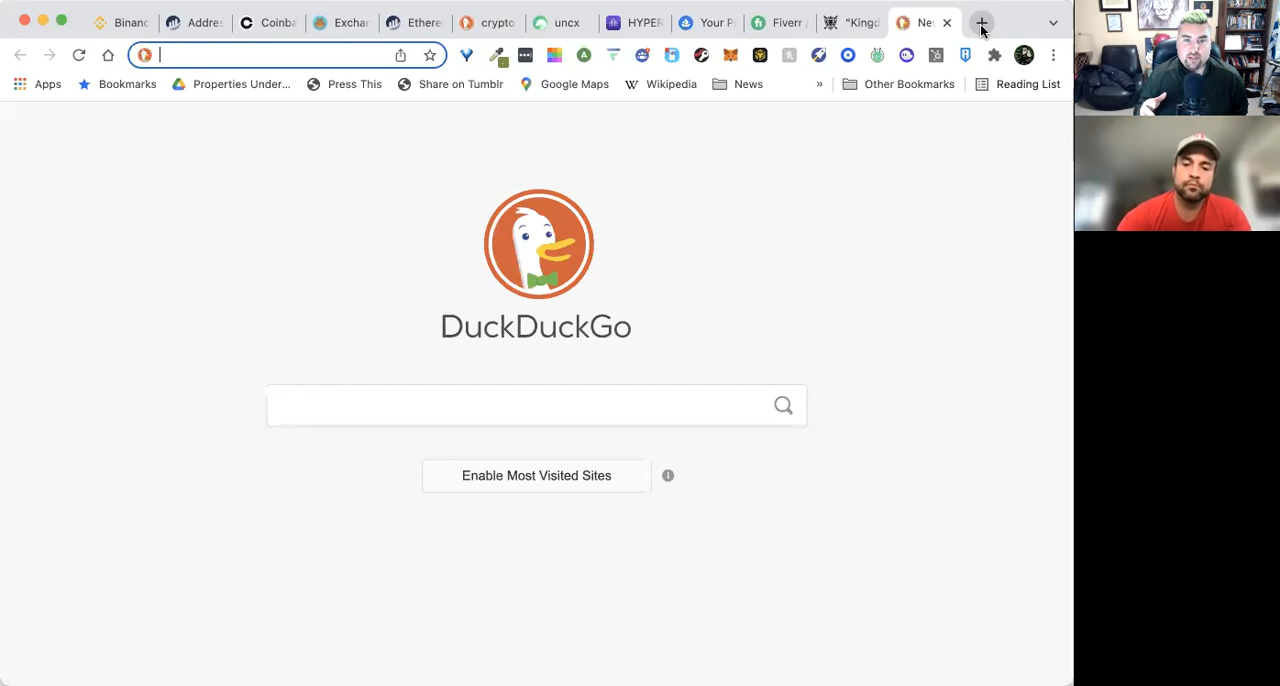 Binanc Addres Coinba Exchar Ethere crypto uncx HYPER Your P Fiverr / "Kingd Ne
Apps Bookmarks Properties Under... Press This Share on Tumblr Google Maps W Wikipedia News » Other Bookmarks Reading List
DuckDuckGo
Enable Most Visited Sites